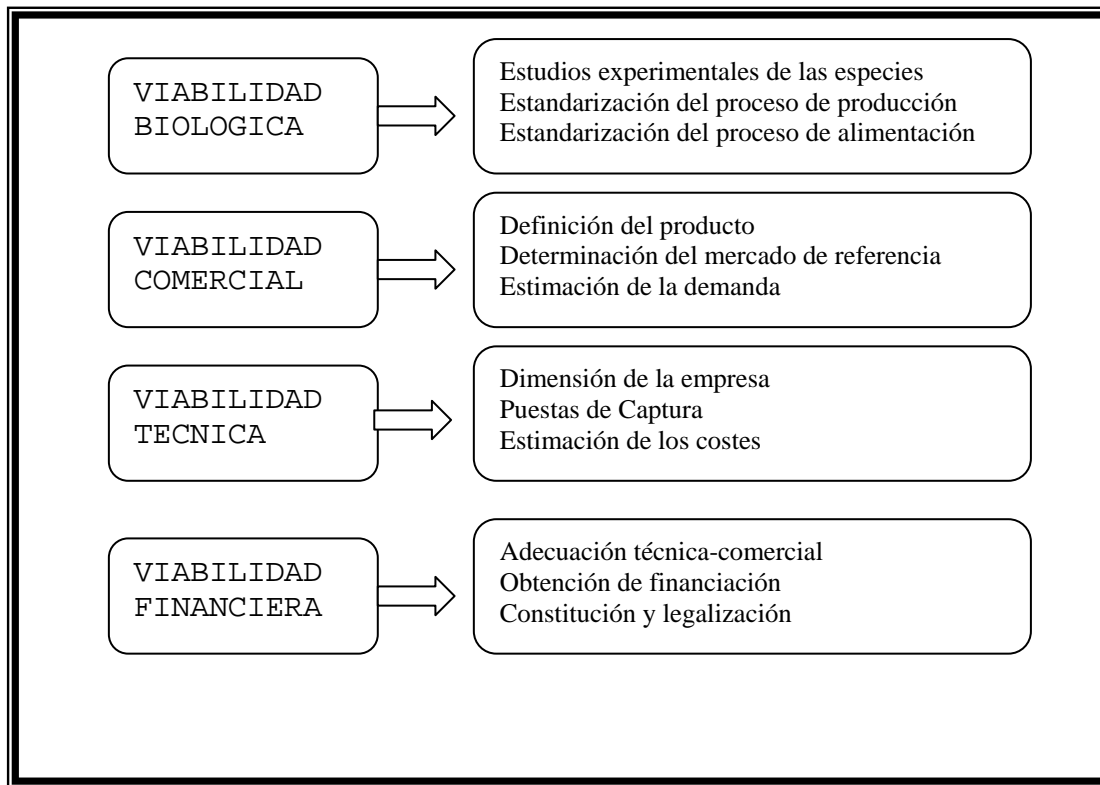 VIABILIDAD
BIOLOGICA
Estudios experimentales de las especies
Estandarización del proceso de producción
Estandarización del proceso de alimentación
VIABILIDAD
COMERCIAL
Definición del producto
Determinación del mercado de referencia
Estimación de la demanda
VIABILIDAD
TECNICA
Dimensión de la empresa
Puestas de Captura
Estimación de los costes
VIABILIDAD
FINANCIERA
Adecuación técnica-comercial
Obtención de financiación
Constitución y legalización